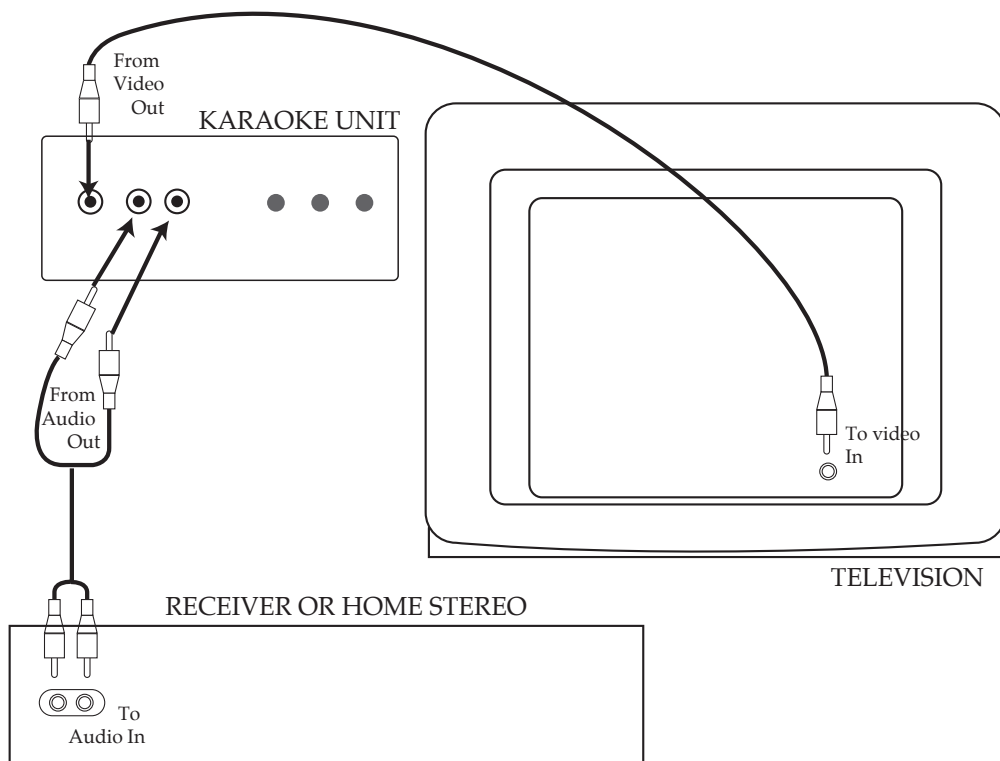 From
Video
Out
KARAOKE UNIT
From
Audio
Out
To video
In
TELEVISION
RECEIVER OR HOME STEREO
To
Audio In